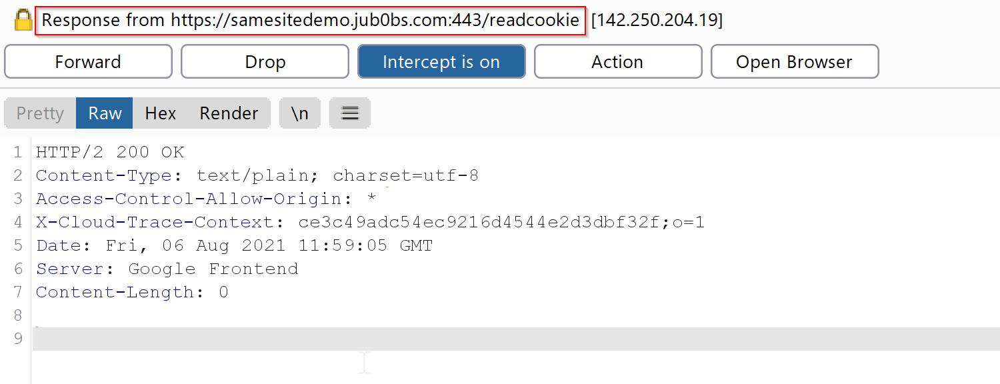 Response from https://samesitedemo.jub0bs.com:443/readcookie [142.250.204.19]
Forward Drop Intercept is on Action Open Browser
Pretty Raw Hex Render \n
1 HTTP/2 200 OK
2 Content-Type: text/plain; charset=utf-8
3 Access-Control-Allow-Origin: *
4 X-Cloud-Trace-Context: ce3c49adc54ec9216d4544e2d3dbf32f;o=1
5 Date: Fri, 06 Aug 2021 11:59:05 GMT
6 Server: Google Frontend
7 Content-Length: 0
8
9